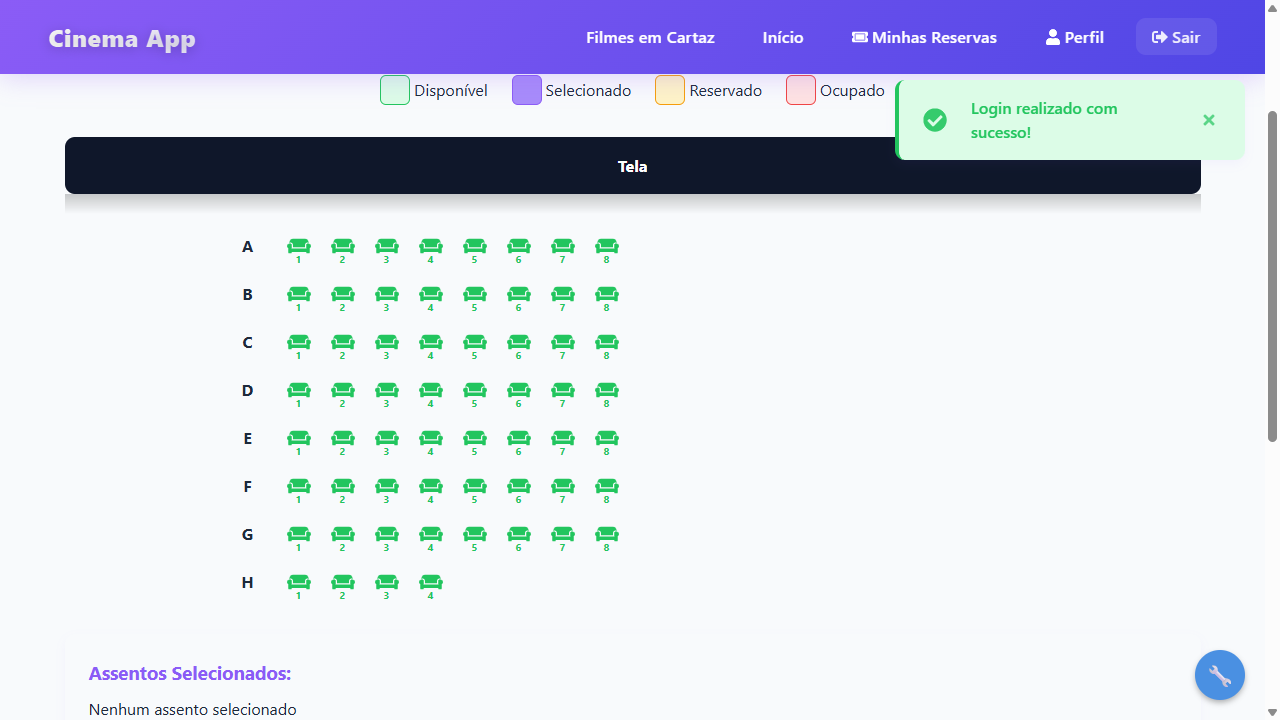 Cinema App
Filmes em Cartaz Início Minhas Reservas Perfil Sair
Disponível Selecionado Reservado Ocupado
Login realizado com
sucesso!
Tela
A 1 2 3 4 5 6 7 8
B 1 2 3 4 5 6 7 8
C 1 2 3 4 5 6 7 8
D 1 2 3 4 5 6 7 8
E 1 2 3 4 5 6 7 8
F 1 2 3 4 5 6 7 8
G 1 2 3 4 5 6 7 8
H 1 2 3 4
Assentos Selecionados:
Nenhum assento selecionado